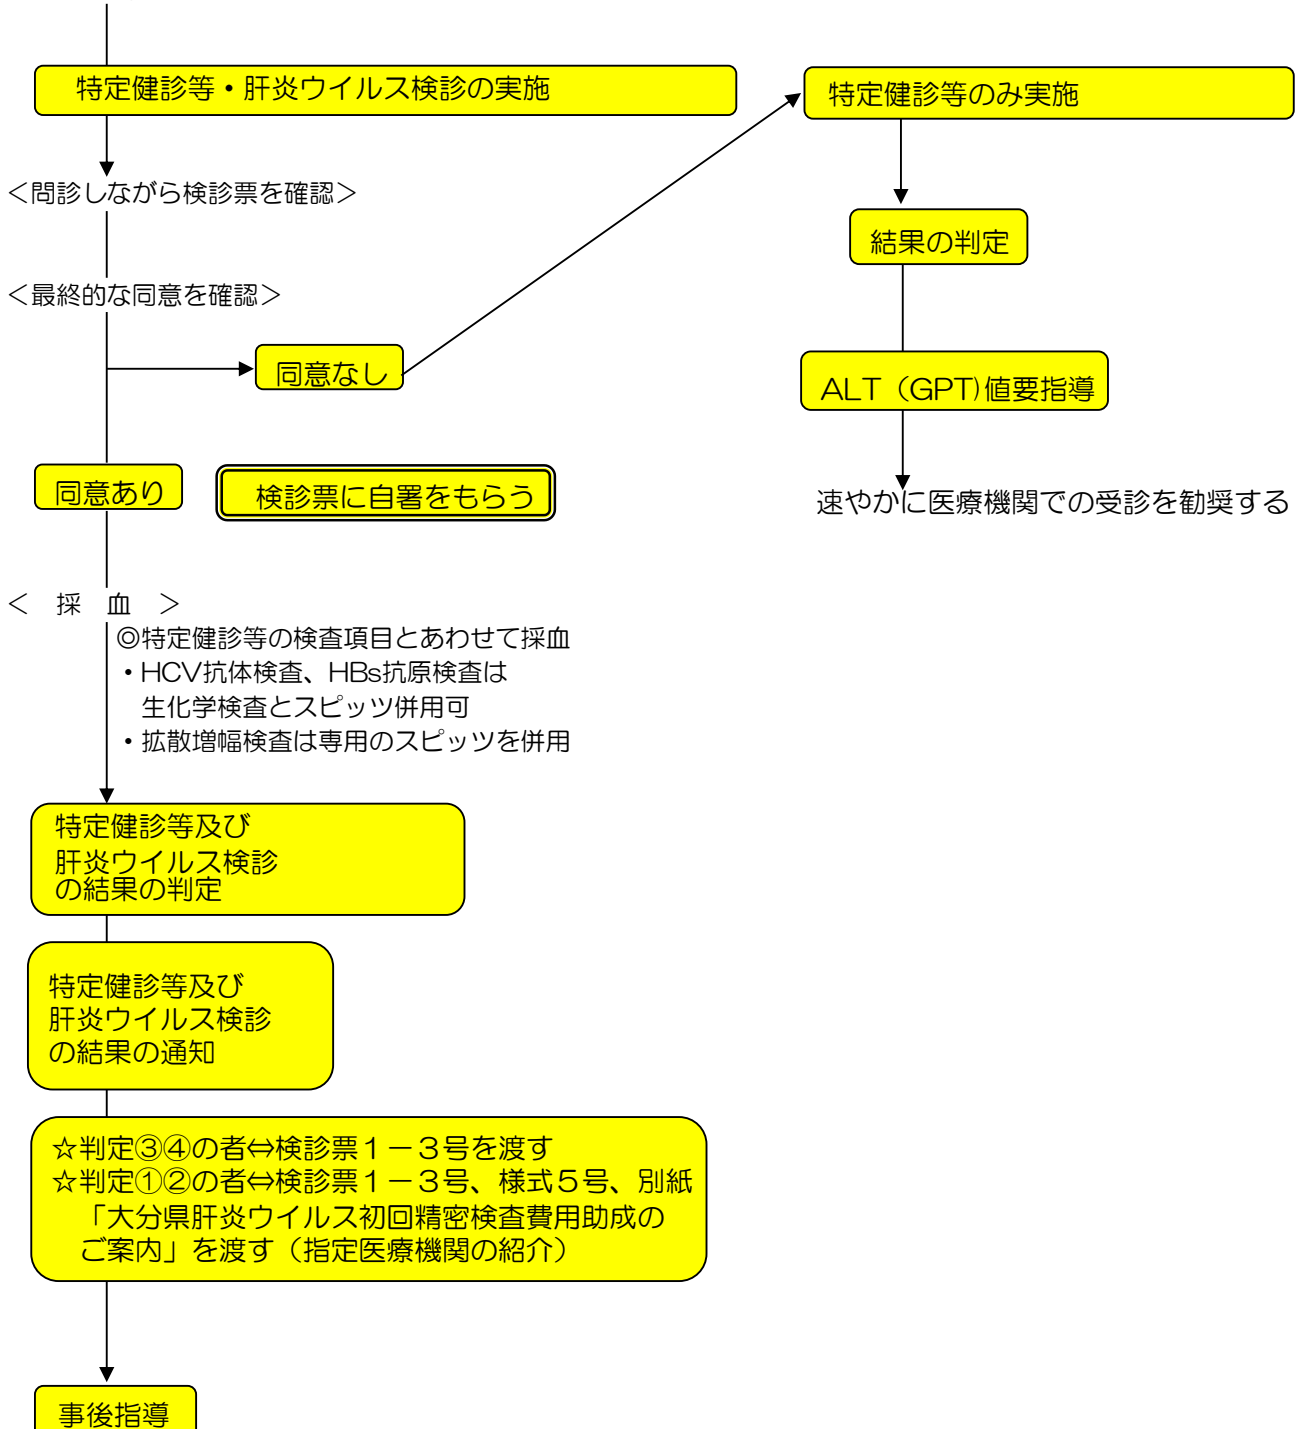 特定健診等・肝炎ウイルス検診の実施
特定健診等のみ実施
＜問診しながら検診票を確認＞
結果の判定
＜最終的な同意を確認＞
同意なし
ALT（GPT)値要指導
同意あり
検診票に自署をもらう
速やかに医療機関での受診を勧奨する
＜　採　血　＞
◎特定健診等の検査項目とあわせて採血
・HCV抗体検査、HBs抗原検査は
生化学検査とスピッツ併用可
・拡散増幅検査は専用のスピッツを併用
特定健診等及び
肝炎ウイルス検診
の結果の判定
特定健診等及び
肝炎ウイルス検診
の結果の通知
☆判定③④の者⇔検診票１－３号を渡す
☆判定①②の者⇔検診票１－３号、様式５号、別紙
「大分県肝炎ウイルス初回精密検査費用助成の
ご案内」を渡す（指定医療機関の紹介）
事後指導